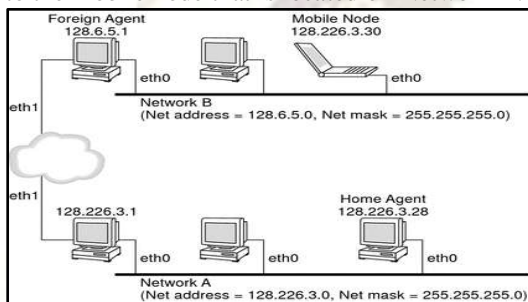 Foreign Agent
128.6.5.1
Mobile Node
128.226.3.30
eth0
eth0
eth1
Network B
(Net address = 128.6.5.0, Net mask = 255.255.255.0)
eth1
128.226.3.1
Home Agent
128.226.3.28
eth0
eth0
eth0
Network A
(Net address = 128.226.3.0, Net mask = 255.255.255.0)